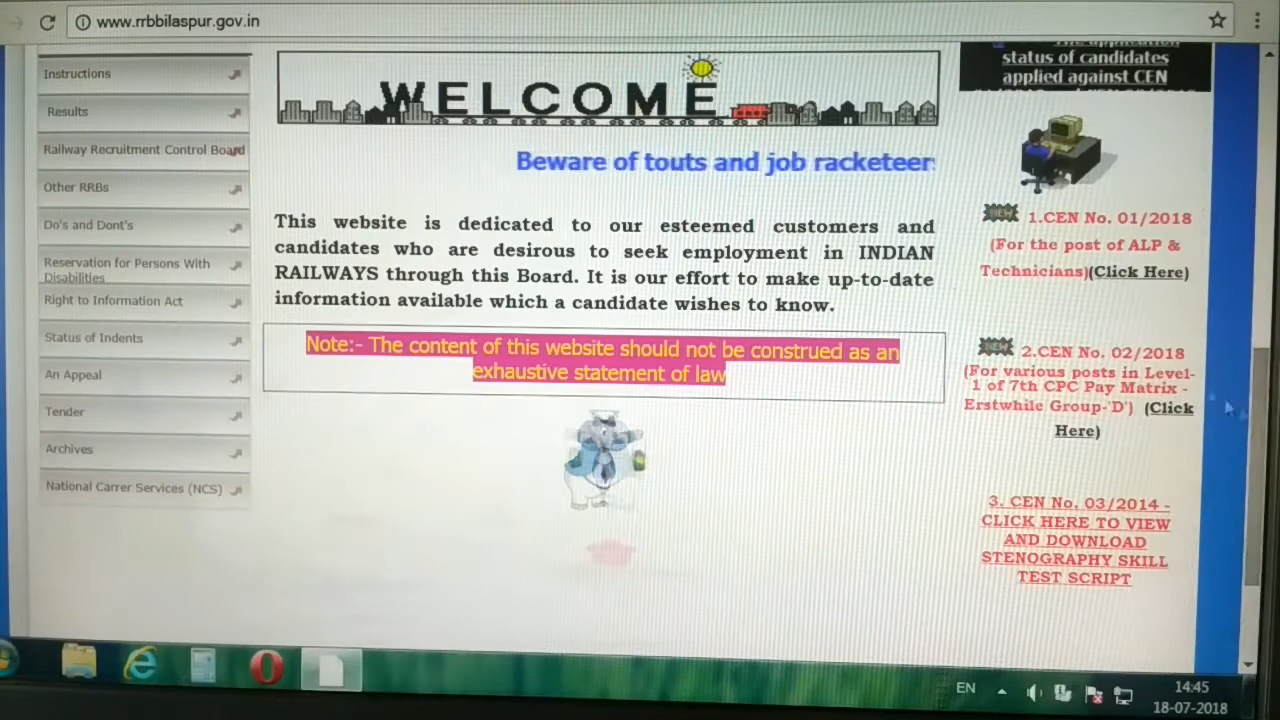 www.rrbbilaspur.gov.in
Instructions
Results
Railway Recruitment Control Board
Other RRBs
Do's and Dont's
Reservation for Persons With
Disabilities
Right to Information Act
Status of Indents
An Appeal
Tender
Archives
National Carrer Services (NCS)
WELCOME
Beware of touts and job racketeer
This website is dedicated to our esteemed customers and
candidates who are desirous to seek employment in INDIAN
RAILWAYS through this Board. It is our effort to make up-to-date
information available which a candidate wishes to know.
Note:- The content of this website should not be construed as an
exhaustive statement of law
The application
status of candidates
applied against CEN
NEW 1.CEN No. 01/2018
(For the post of ALP &
Technicians)(Click Here)
NEW 2.CEN No. 02/2018
(For various posts in Level-
1 of 7th CPC Pay Matrix -
Erstwhile Group-'D') (Click
Here)
3. CEN No. 03/2014 -
CLICK HERE TO VIEW
AND DOWNLOAD
STENOGRAPHY SKILL
TEST SCRIPT
EN
14:45
18-07-2018